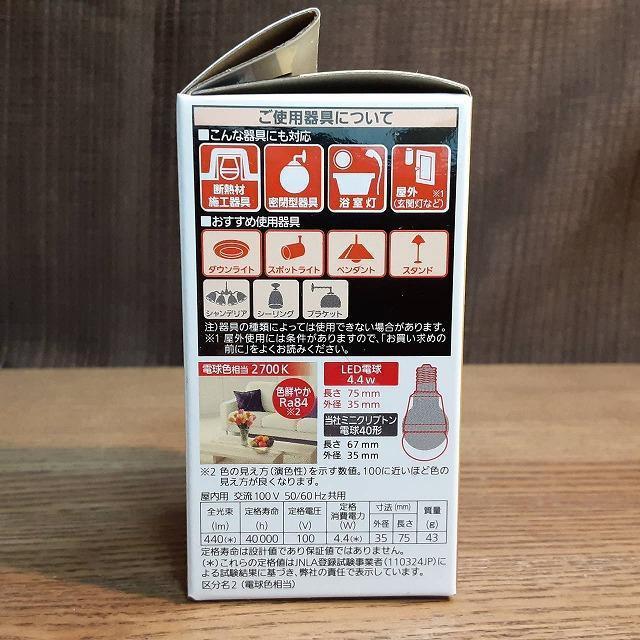 ご使用器具について
■こんな器具にも対応
断熱材
施工器具
密閉型器具
浴室灯
屋外 ※1
(玄関灯など)
■おすすめ使用器具
ダウンライト
スポットライト
ペンダント
スタンド
シャンデリア
シーリング
ブラケット
注)器具の種類によっては使用できない場合があります。
※1 屋外使用には条件がありますので、「お買い求めの
前に」をよくお読みください。
電球色相当 2700K
色鮮やか
Ra84
※2
LED電球
4.4W
長さ 75mm
外径 35mm
当社ミニクリプトン
電球40形
長さ 67mm
外径 35mm
※2 色の見え方(演色性)を示す数値。100に近いほど色の
見え方が良くなります。
屋内用 交流100V 50/60Hz共用
全光束 定格寿命 定格電圧 定格消費電力 寸法(mm) 質量
(lm) (h) (V) (W) 外径 長さ (g)
440(*) 40000 100 4.4(*) 35 75 43
定格寿命は設計値であり保証値ではありません。
(*)これらの定格値はJNLA登録試験事業者(110324JP)に
よる試験結果に基づき、弊社の責任で表示しています。
区分名2(電球色相当)